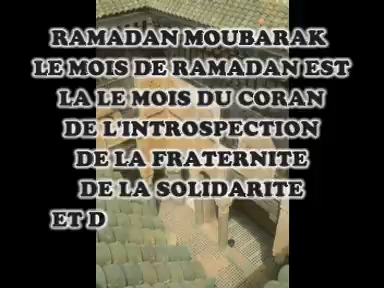 RAMADAN MOUBARAK
LE MOIS DE RAMADAN EST
LA LE MOIS DU CORAN
DE L'INTROSPECTION
DE LA FRATERNITE
DE LA SOLIDARITE
ET D